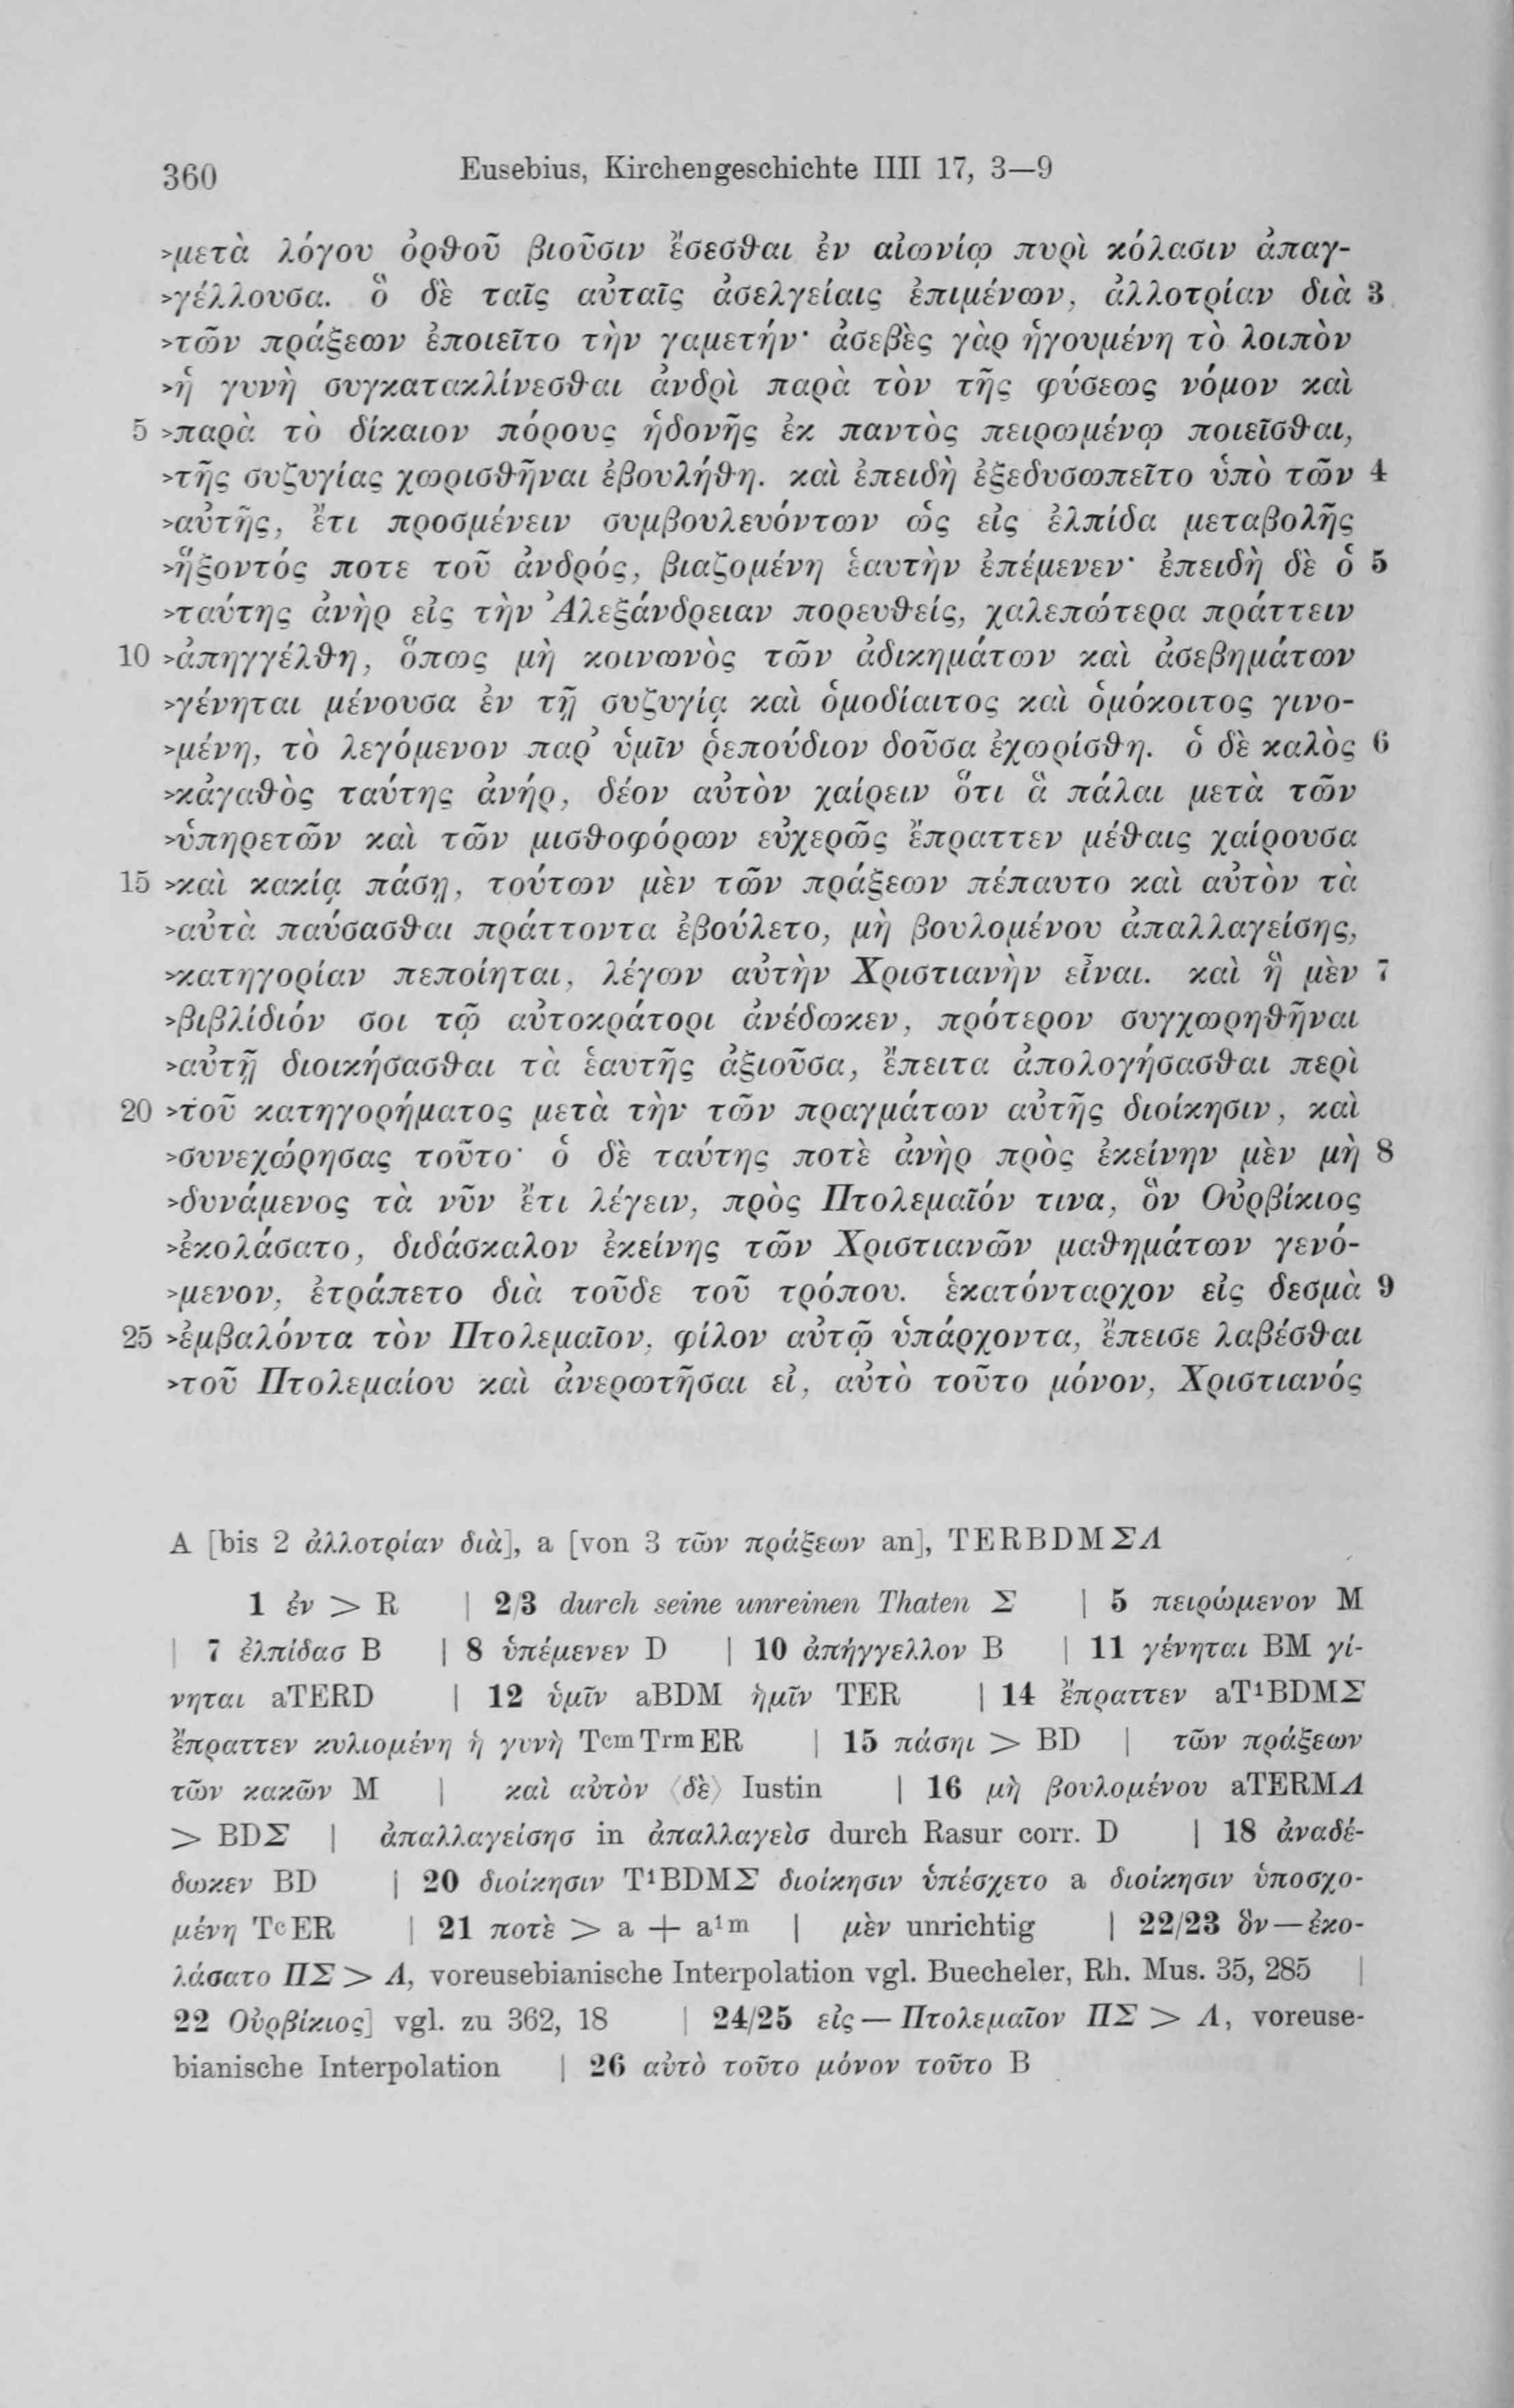 360 Eusebius, Kirchengeschichte IIII 17, 3—9
>μετὰ λόγου ὀρθοῦ βιοῦσιν ἔσεσθαι ἐν αἰωνίῳ πυρὶ κόλασιν ἀπαγ-
>γέλλουσα. ὃ δὲ ταῖς αὐταῖς ἀσελγείαις ἐπιμένων, ἀλλοτρίαν διὰ 3
>τῶν πράξεων ἐποιεῖτο τὴν γαμετήν· ἀσεβὲς γὰρ ἡγουμένη τὸ λοιπὸν
>ἡ γυνὴ συγκατακλίνεσθαι ἀνδρὶ παρὰ τὸν τῆς φύσεως νόμον καὶ
5 >παρὰ τὸ δίκαιον πόρους ἡδονῆς ἐκ παντὸς πειρωμένῳ ποιεῖσθαι,
>τῆς συζυγίας χωρισθῆναι ἐβουλήθη. καὶ ἐπειδὴ ἐξεδυσωπεῖτο ὑπὸ τῶν 4
>αὐτῆς, ἔτι προσμένειν συμβουλευόντων ὡς εἰς ἐλπίδα μεταβολῆς
>ἥξοντός ποτε τοῦ ἀνδρός, βιαζομένη ἑαυτὴν ἐπέμενεν· ἐπειδὴ δὲ ὁ 5
>ταύτης ἀνὴρ εἰς τὴν Ἀλεξάνδρειαν πορευθείς, χαλεπώτερα πράττειν
10 >ἀπηγγέλθη, ὅπως μὴ κοινωνὸς τῶν ἀδικημάτων καὶ ἀσεβημάτων
>γένηται μένουσα ἐν τῇ συζυγίᾳ καὶ ὁμοδίαιτος καὶ ὁμόκοιτος γινο-
>μένη, τὸ λεγόμενον παρ᾽ ὑμῖν ῥεπούδιον δοῦσα ἐχωρίσθη. ὁ δὲ καλὸς 6
>κἀγαθὸς ταύτης ἀνήρ, δέον αὐτὸν χαίρειν ὅτι ἃ πάλαι μετὰ τῶν
>ὑπηρετῶν καὶ τῶν μισθοφόρων εὐχερῶς ἔπραττεν μέθαις χαίρουσα
15 >καὶ κακίᾳ πάσῃ, τούτων μὲν τῶν πράξεων πέπαυτο καὶ αὐτὸν τὰ
>αὐτὰ παύσασθαι πράττοντα ἐβούλετο, μὴ βουλομένου ἀπαλλαγείσης,
>κατηγορίαν πεποίηται, λέγων αὐτὴν Χριστιανὴν εἶναι. καὶ ἣ μὲν 7
>βιβλίδιόν σοι τῷ αὐτοκράτορι ἀνέδωκεν, πρότερον συγχωρηθῆναι
>αὐτῇ διοικήσασθαι τὰ ἑαυτῆς ἀξιοῦσα, ἔπειτα ἀπολογήσασθαι περὶ
20 >τοῦ κατηγορήματος μετὰ τὴν τῶν πραγμάτων αὐτῆς διοίκησιν, καὶ
>συνεχώρησας τοῦτο· ὁ δὲ ταύτης ποτὲ ἀνὴρ πρὸς ἐκείνην μὲν μὴ 8
>δυνάμενος τὰ νῦν ἔτι λέγειν, πρὸς Πτολεμαῖόν τινα, ὃν Οὐρβίκιος
>ἐκολάσατο, διδάσκαλον ἐκείνης τῶν Χριστιανῶν μαθημάτων γενό-
>μενον, ἐτράπετο διὰ τοῦδε τοῦ τρόπου. ἑκατόνταρχον εἰς δεσμὰ 9
25 >ἐμβαλόντα τὸν Πτολεμαῖον, φίλον αὐτῷ ὑπάρχοντα, ἔπεισε λαβέσθαι
>τοῦ Πτολεμαίου καὶ ἀνερωτῆσαι εἰ, αὐτὸ τοῦτο μόνον, Χριστιανός
A [bis 2 ἀλλοτρίαν διὰ], a [von 3 τῶν πράξεων an], TERBDMΣΛ
1 ἐν > R | 2/3 durch seine unreinen Thaten Σ | 5 πειρώμενον M
| 7 ἐλπίδασ B | 8 ὑπέμενεν D | 10 ἀπήγγελλον B | 11 γένηται BM γί-
νηται aTERD | 12 ὑμῖν aBDM ἡμῖν TER | 14 ἔπραττεν aT¹BDMΣ
ἔπραττεν κυλιομένη ἡ γυνὴ TcmTrmER | 15 πάσηι > BD | τῶν πράξεων
τῶν κακῶν M | καὶ αὐτὸν ⟨δὲ⟩ Iustin | 16 μὴ βουλομένου aTERMΛ
> BDΣ | ἀπαλλαγείσησ in ἀπαλλαγεὶσ durch Rasur corr. D | 18 ἀναδέ-
δωκεν BD | 20 διοίκησιν T¹BDMΣ διοίκησιν ὑπέσχετο a διοίκησιν ὑποσχο-
μένη TcER | 21 ποτὲ > a + a¹m | μὲν unrichtig | 22/23 ὃν—ἐκο-
λάσατο ΠΣ > Λ, voreusebianische Interpolation vgl. Buecheler, Rh. Mus. 35, 285 |
22 Οὐρβίκιος] vgl. zu 362, 18 | 24/25 εἰς — Πτολεμαῖον ΠΣ > Λ, voreuse-
bianische Interpolation | 26 αὐτὸ τοῦτο μόνον τοῦτο B